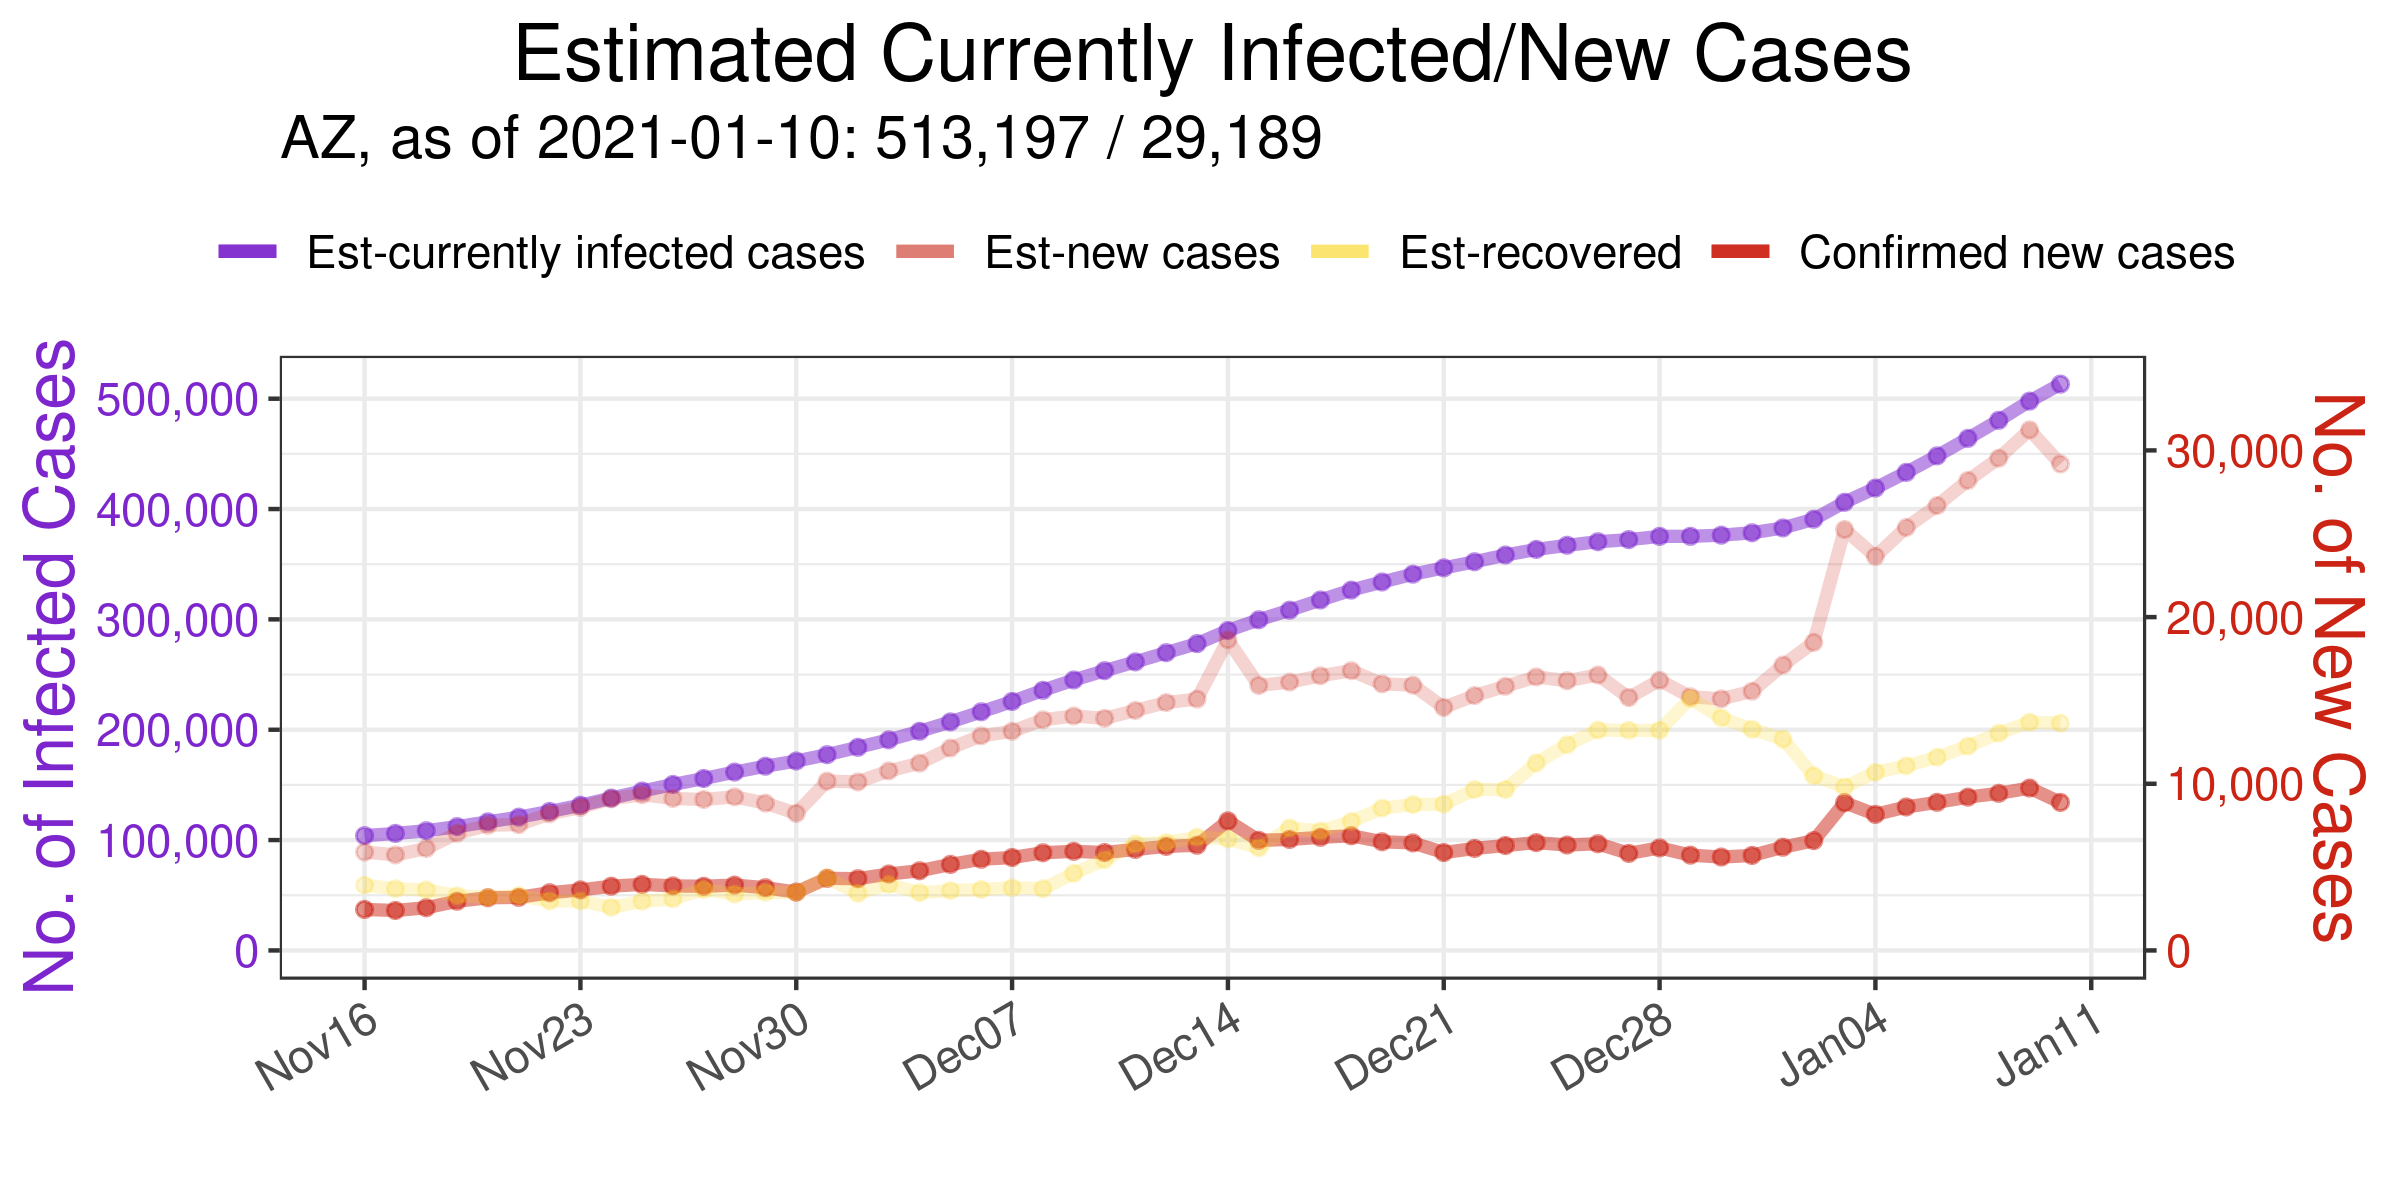 Estimated Currently Infected/New Cases
AZ, as of 2021-01-10: 513,197 / 29,189
Est-currently infected cases Est-new cases Est-recovered Confirmed new cases
No. of Infected Cases
500,000
400,000
300,000
200,000
100,000
0
30,000
20,000
10,000
0
No. of New Cases
Nov16 Nov23 Nov30 Dec07 Dec14 Dec21 Dec28 Jan04 Jan11